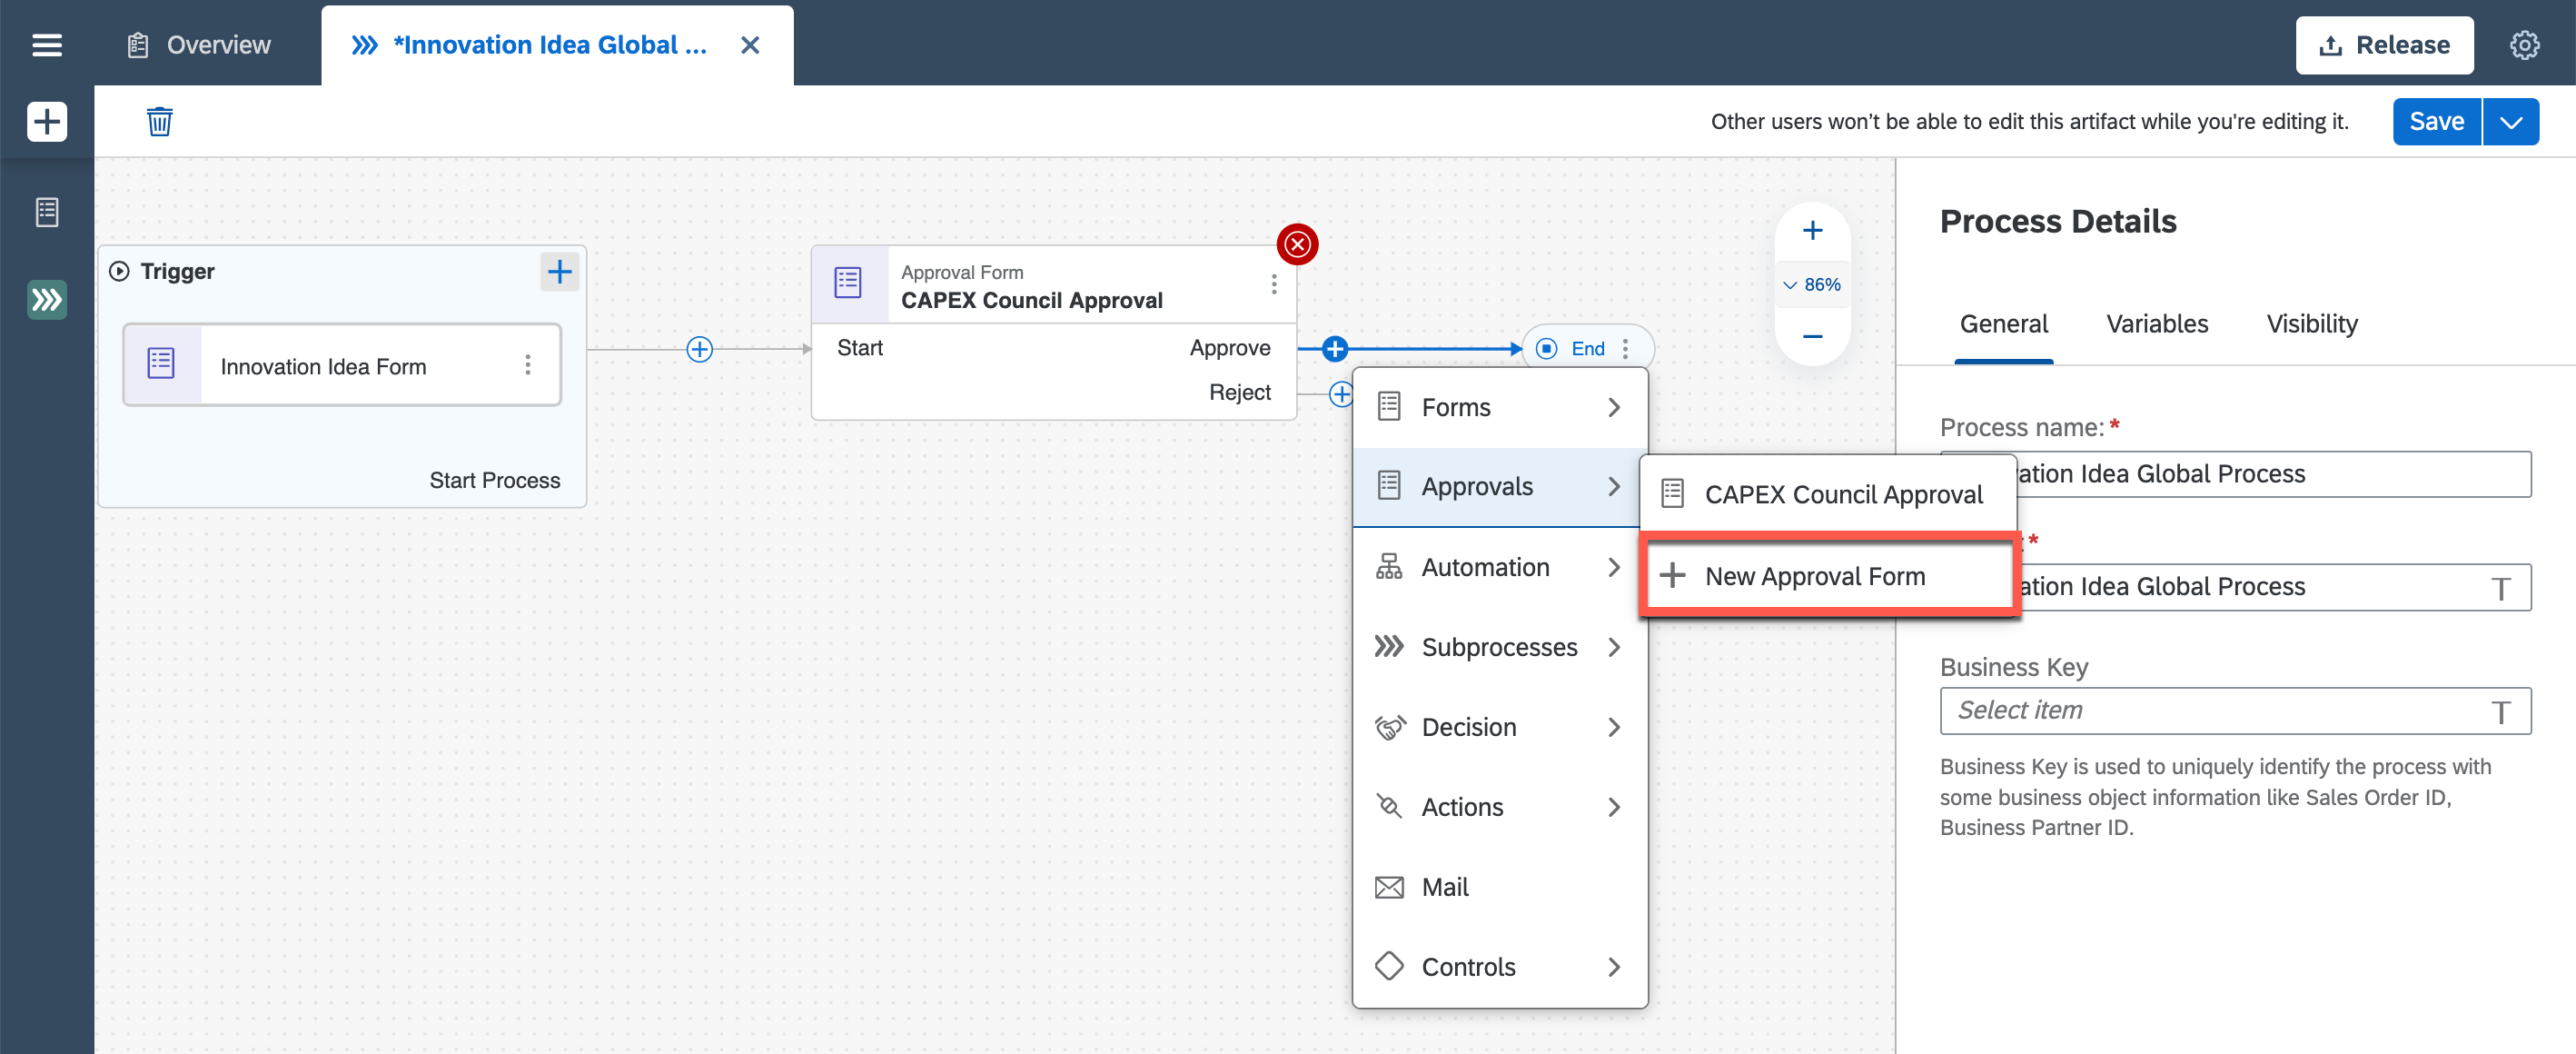 Overview
*Innovation Idea Global ...
Release
Other users won't be able to edit this artifact while you're editing it.
Save
Trigger
Innovation Idea Form
Start Process
Approval Form
CAPEX Council Approval
Start
Approve
Reject
End
86%
Forms
Approvals
Automation
Subprocesses
Decision
Actions
Mail
Controls
CAPEX Council Approval
New Approval Form
Process Details
General
Variables
Visibility
Process name:*
Idea Global Process
*
Idea Global Process
Business Key
Select item
Business Key is used to uniquely identify the process with
some business object information like Sales Order ID,
Business Partner ID.